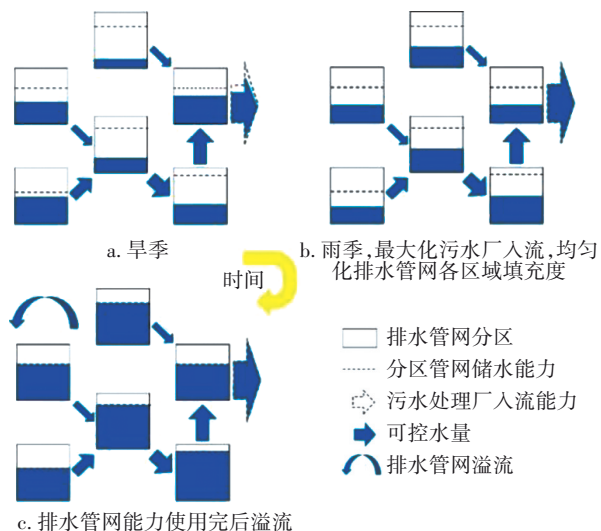 a. 旱季
b. 雨季,最大化污水厂入流,均匀
化排水管网各区域填充度
时间
排水管网分区
分区管网储水能力
污水处理厂入流能力
可控水量
排水管网溢流
c. 排水管网能力使用完后溢流